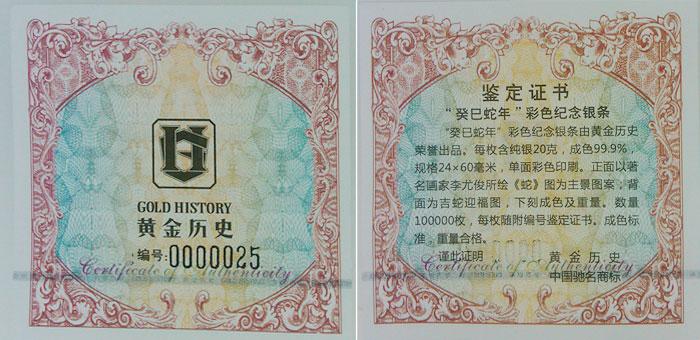 GOLD HISTORY
黄金历史
编号:0000025
Certificate of Authenticity
鉴定证书
“癸巳蛇年”彩色纪念银条
“癸巳蛇年”彩色纪念银条由黄金历史
荣誉出品。每枚含纯银20克，成色99.9%，
规格24×60毫米，单面彩色印刷。正面以著
名画家李尤俊所绘《蛇》图为主景图案，背
面为吉蛇迎福图，下刻成色及重量。数量
100000枚，每枚随附编号鉴定证书。成色标
准，重量合格。
谨此证明 黄金历史
Certificate of Authenticity
中国驰名商标